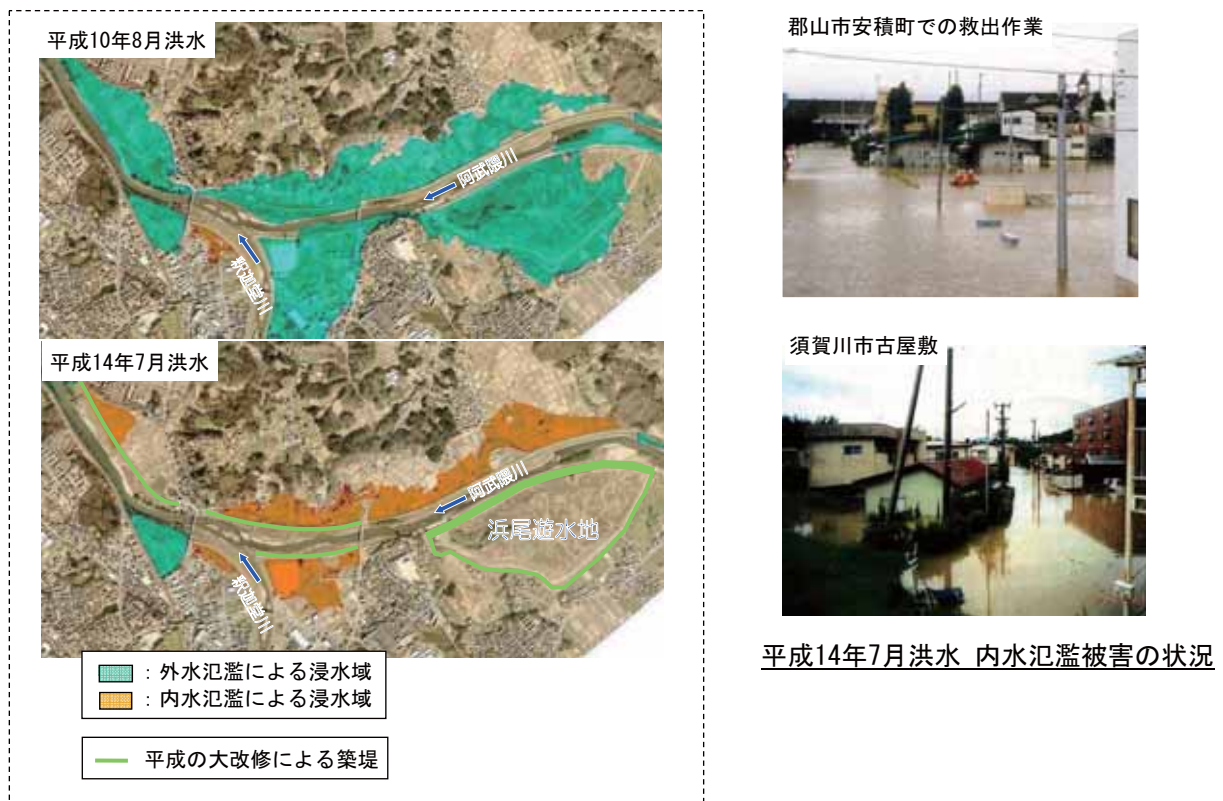 平成10年8月洪水
阿武隈川
釈迦堂川
平成14年7月洪水
阿武隈川
浜尾遊水地
釈迦堂川
：外水氾濫による浸水域
：内水氾濫による浸水域
平成の大改修による築堤
郡山市安積町での救出作業
須賀川市古屋敷
平成14年7月洪水 内水氾濫被害の状況